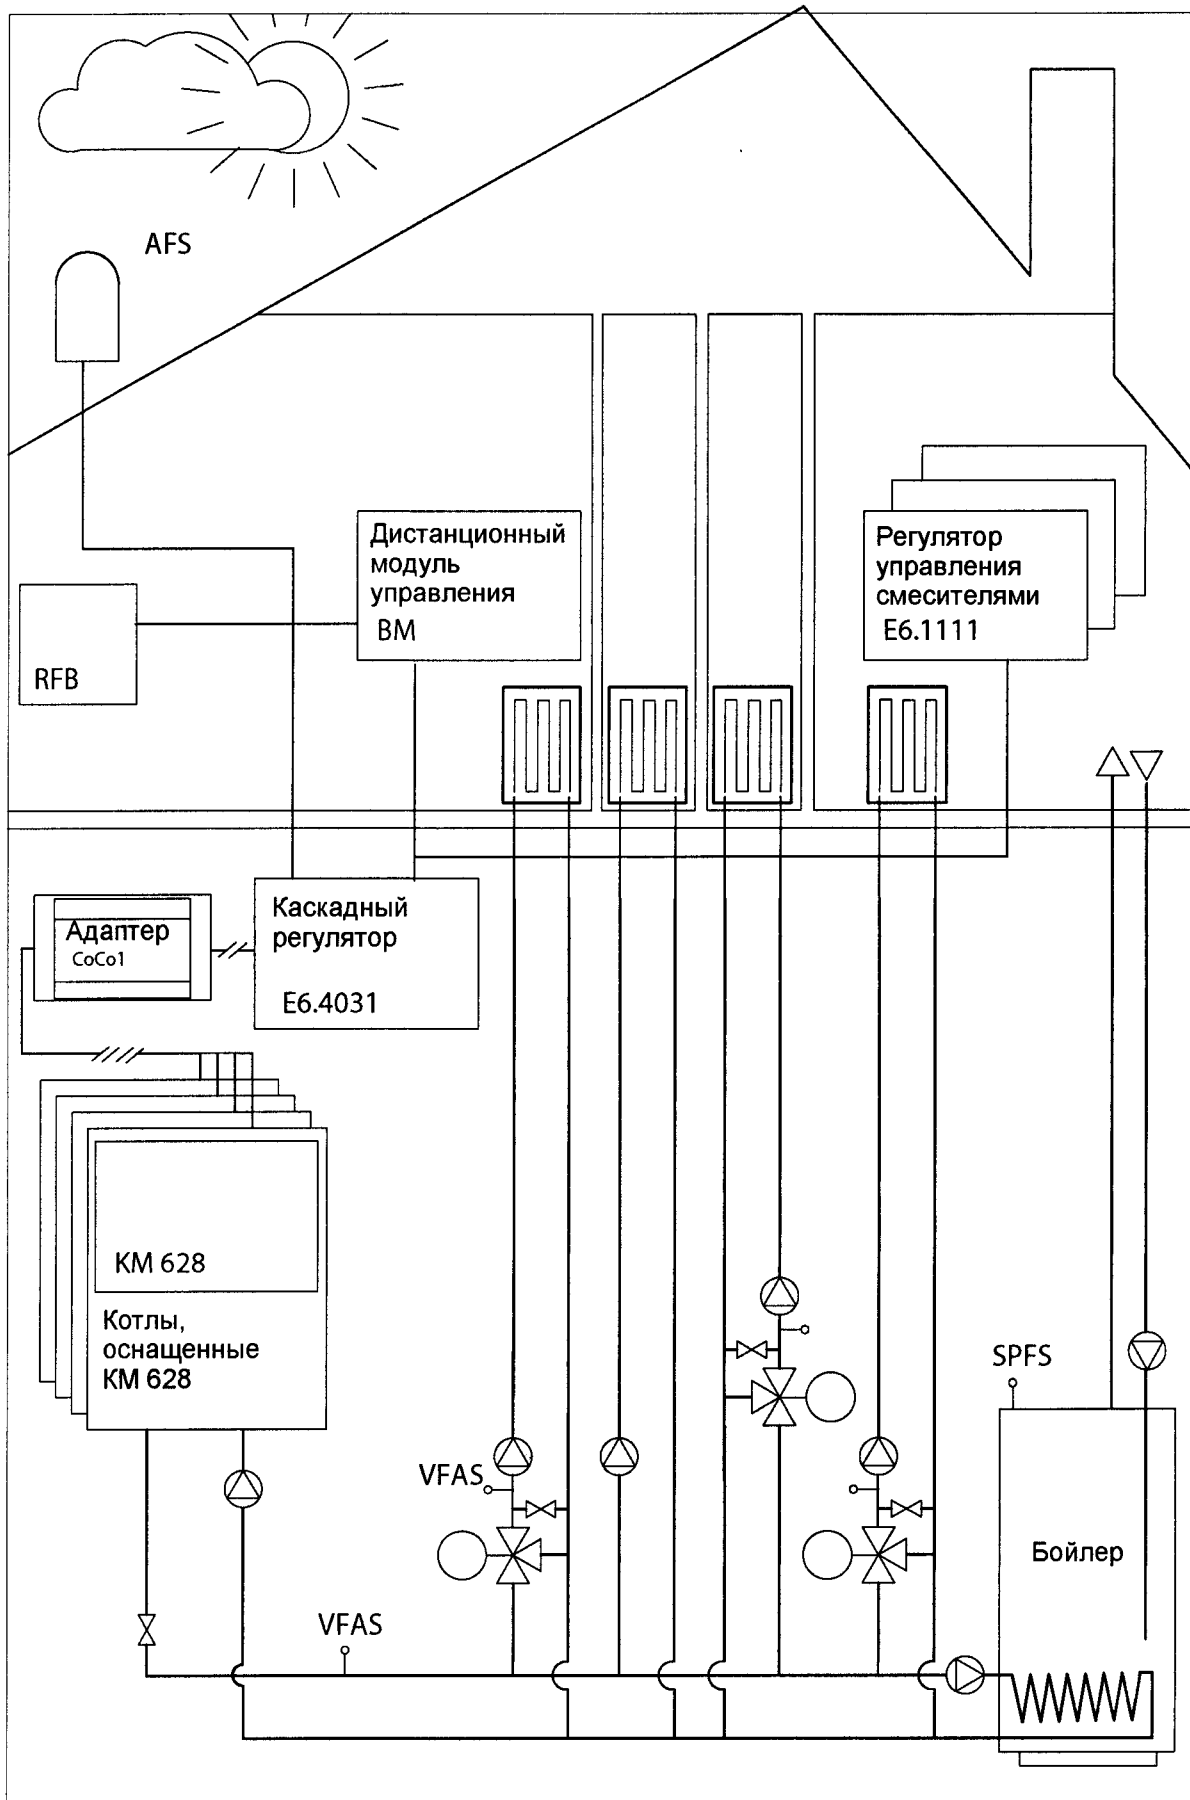 AFS
Дистанционный
модуль
управления
BM
Регулятор
управления
смесителями
E6.1111
RFB
Адаптер
CoCo1
Каскадный
регулятор
E6.4031
KM 628
Котлы,
оснащенные
КМ 628
SPFS
VFAS
Бойлер
VFAS